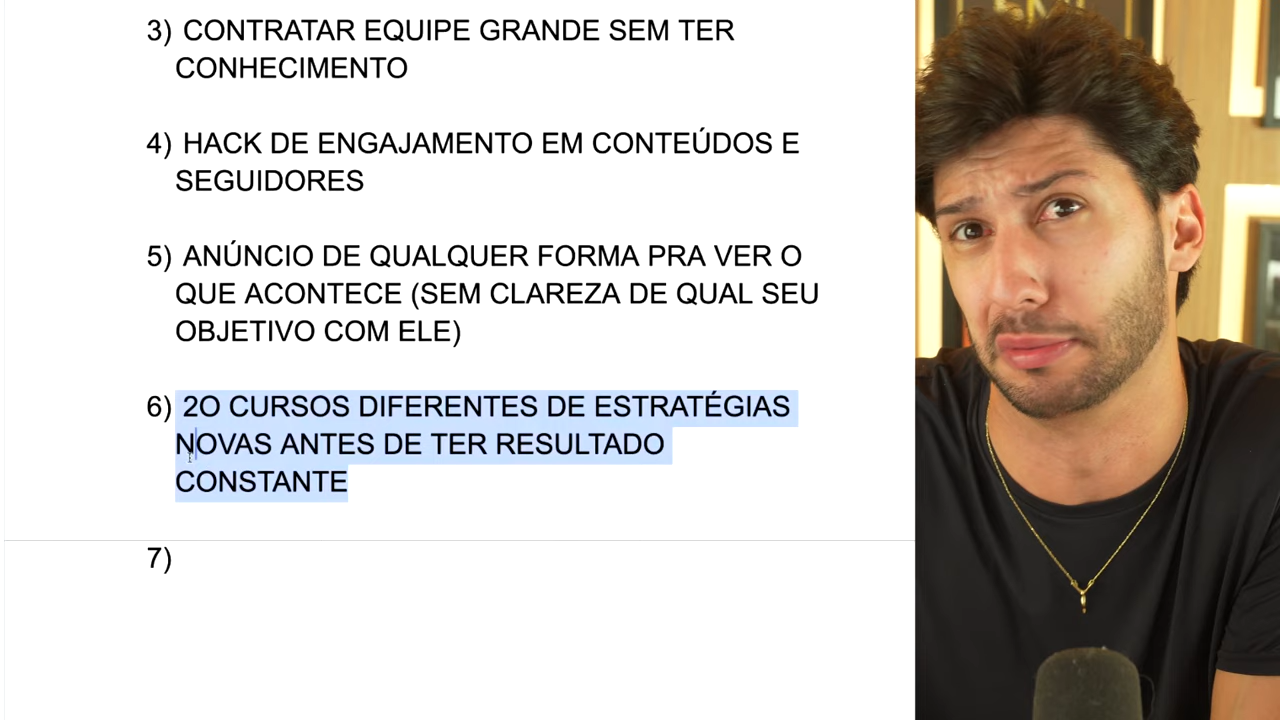 3) CONTRATAR EQUIPE GRANDE SEM TER
CONHECIMENTO
4) HACK DE ENGAJAMENTO EM CONTEÚDOS E
SEGUIDORES
5) ANÚNCIO DE QUALQUER FORMA PRA VER O
QUE ACONTECE (SEM CLAREZA DE QUAL SEU
OBJETIVO COM ELE)
6) 2O CURSOS DIFERENTES DE ESTRATÉGIAS
NOVAS ANTES DE TER RESULTADO
CONSTANTE
7)